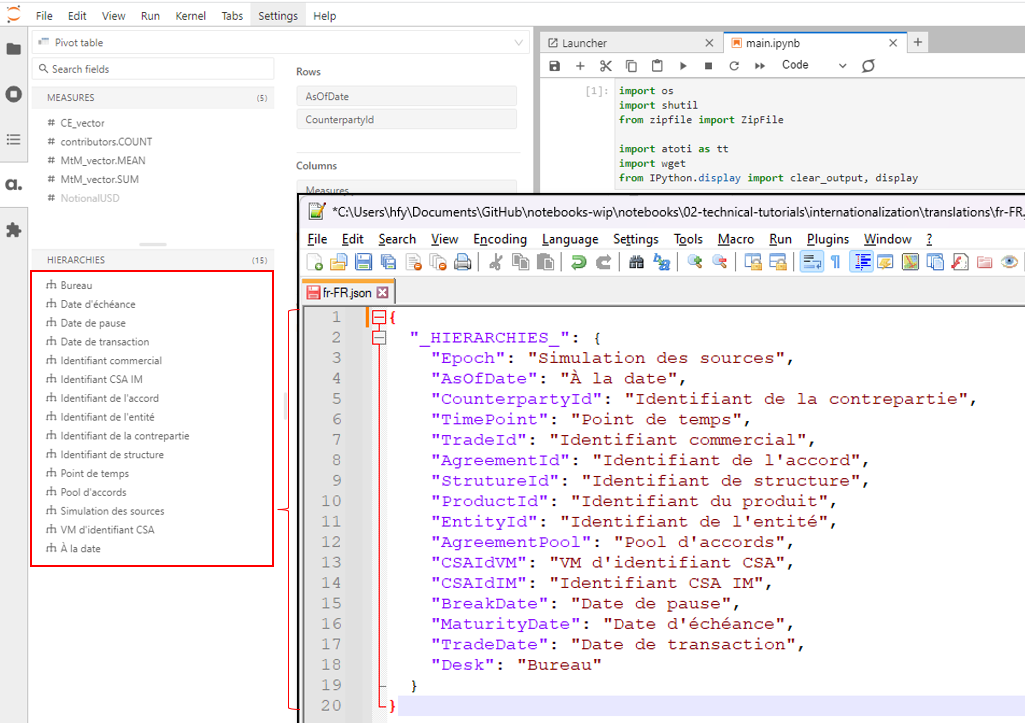 File Edit View Run Kernel Tabs Settings Help
Pivot table
Search fields
MEASURES (5)
# CE_vector
# contributors.COUNT
# MtM_vector.MEAN
# MtM_vector.SUM
# NotionalUSD
HIERARCHIES (15)
Bureau
Date d'échéance
Date de pause
Date de transaction
Identifiant commercial
Identifiant CSA IM
Identifiant de l'accord
Identifiant de l'entité
Identifiant de la contrepartie
Identifiant de structure
Point de temps
Pool d'accords
Simulation des sources
VM d'identifiant CSA
À la date
Rows
AsOfDate
CounterpartyId
Columns
Measures
Launcher
main.ipynb
Code
[1]: import os
import shutil
from zipfile import ZipFile
import atoti as tt
import wget
from IPython.display import clear_output, display
*C:\Users\hfy\Documents\GitHub\notebooks-wip\notebooks\02-technical-tutorials\internationalization\translations\fr-FR.
File Edit Search View Encoding Language Settings Tools Macro Run Plugins Window ?
fr-FR.json
1 {
2 "_HIERARCHIES_": {
3 "Epoch": "Simulation des sources",
4 "AsOfDate": "À la date",
5 "CounterpartyId": "Identifiant de la contrepartie",
6 "TimePoint": "Point de temps",
7 "TradeId": "Identifiant commercial",
8 "AgreementId": "Identifiant de l'accord",
9 "StrutureId": "Identifiant de structure",
10 "ProductId": "Identifiant du produit",
11 "EntityId": "Identifiant de l'entité",
12 "AgreementPool": "Pool d'accords",
13 "CSAIdVM": "VM d'identifiant CSA",
14 "CSAIdIM": "Identifiant CSA IM",
15 "BreakDate": "Date de pause",
16 "MaturityDate": "Date d'échéance",
17 "TradeDate": "Date de transaction",
18 "Desk": "Bureau"
19 }
20 }